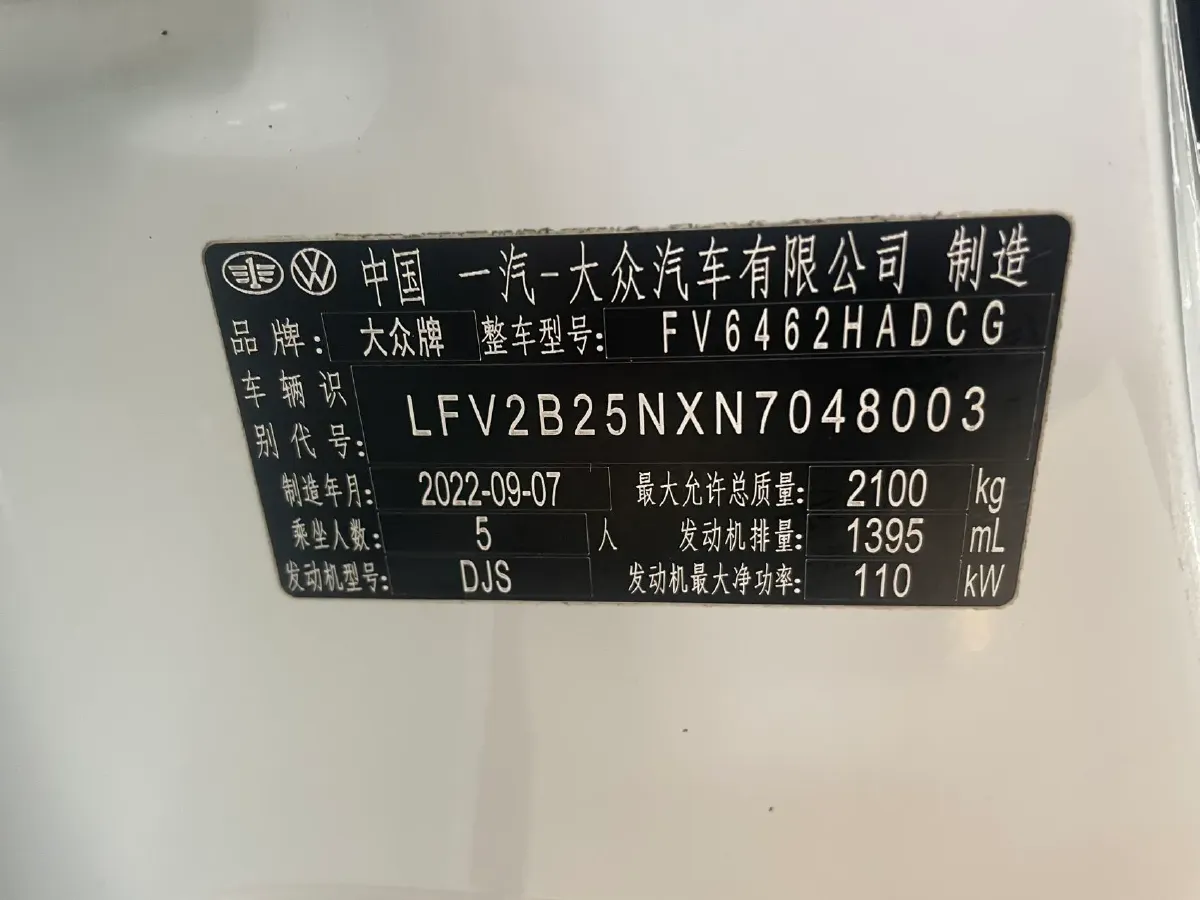 中国 一汽-大众汽车有限公司 制造
品牌: 大众牌 整车型号: FV6462HADCG
车辆识别代号: LFV2B25NXN7048003
制造年月: 2022-09-07 最大允许总质量: 2100 kg
乘坐人数: 5 人 发动机排量: 1395 mL
发动机型号: DJS 发动机最大净功率: 110 kW